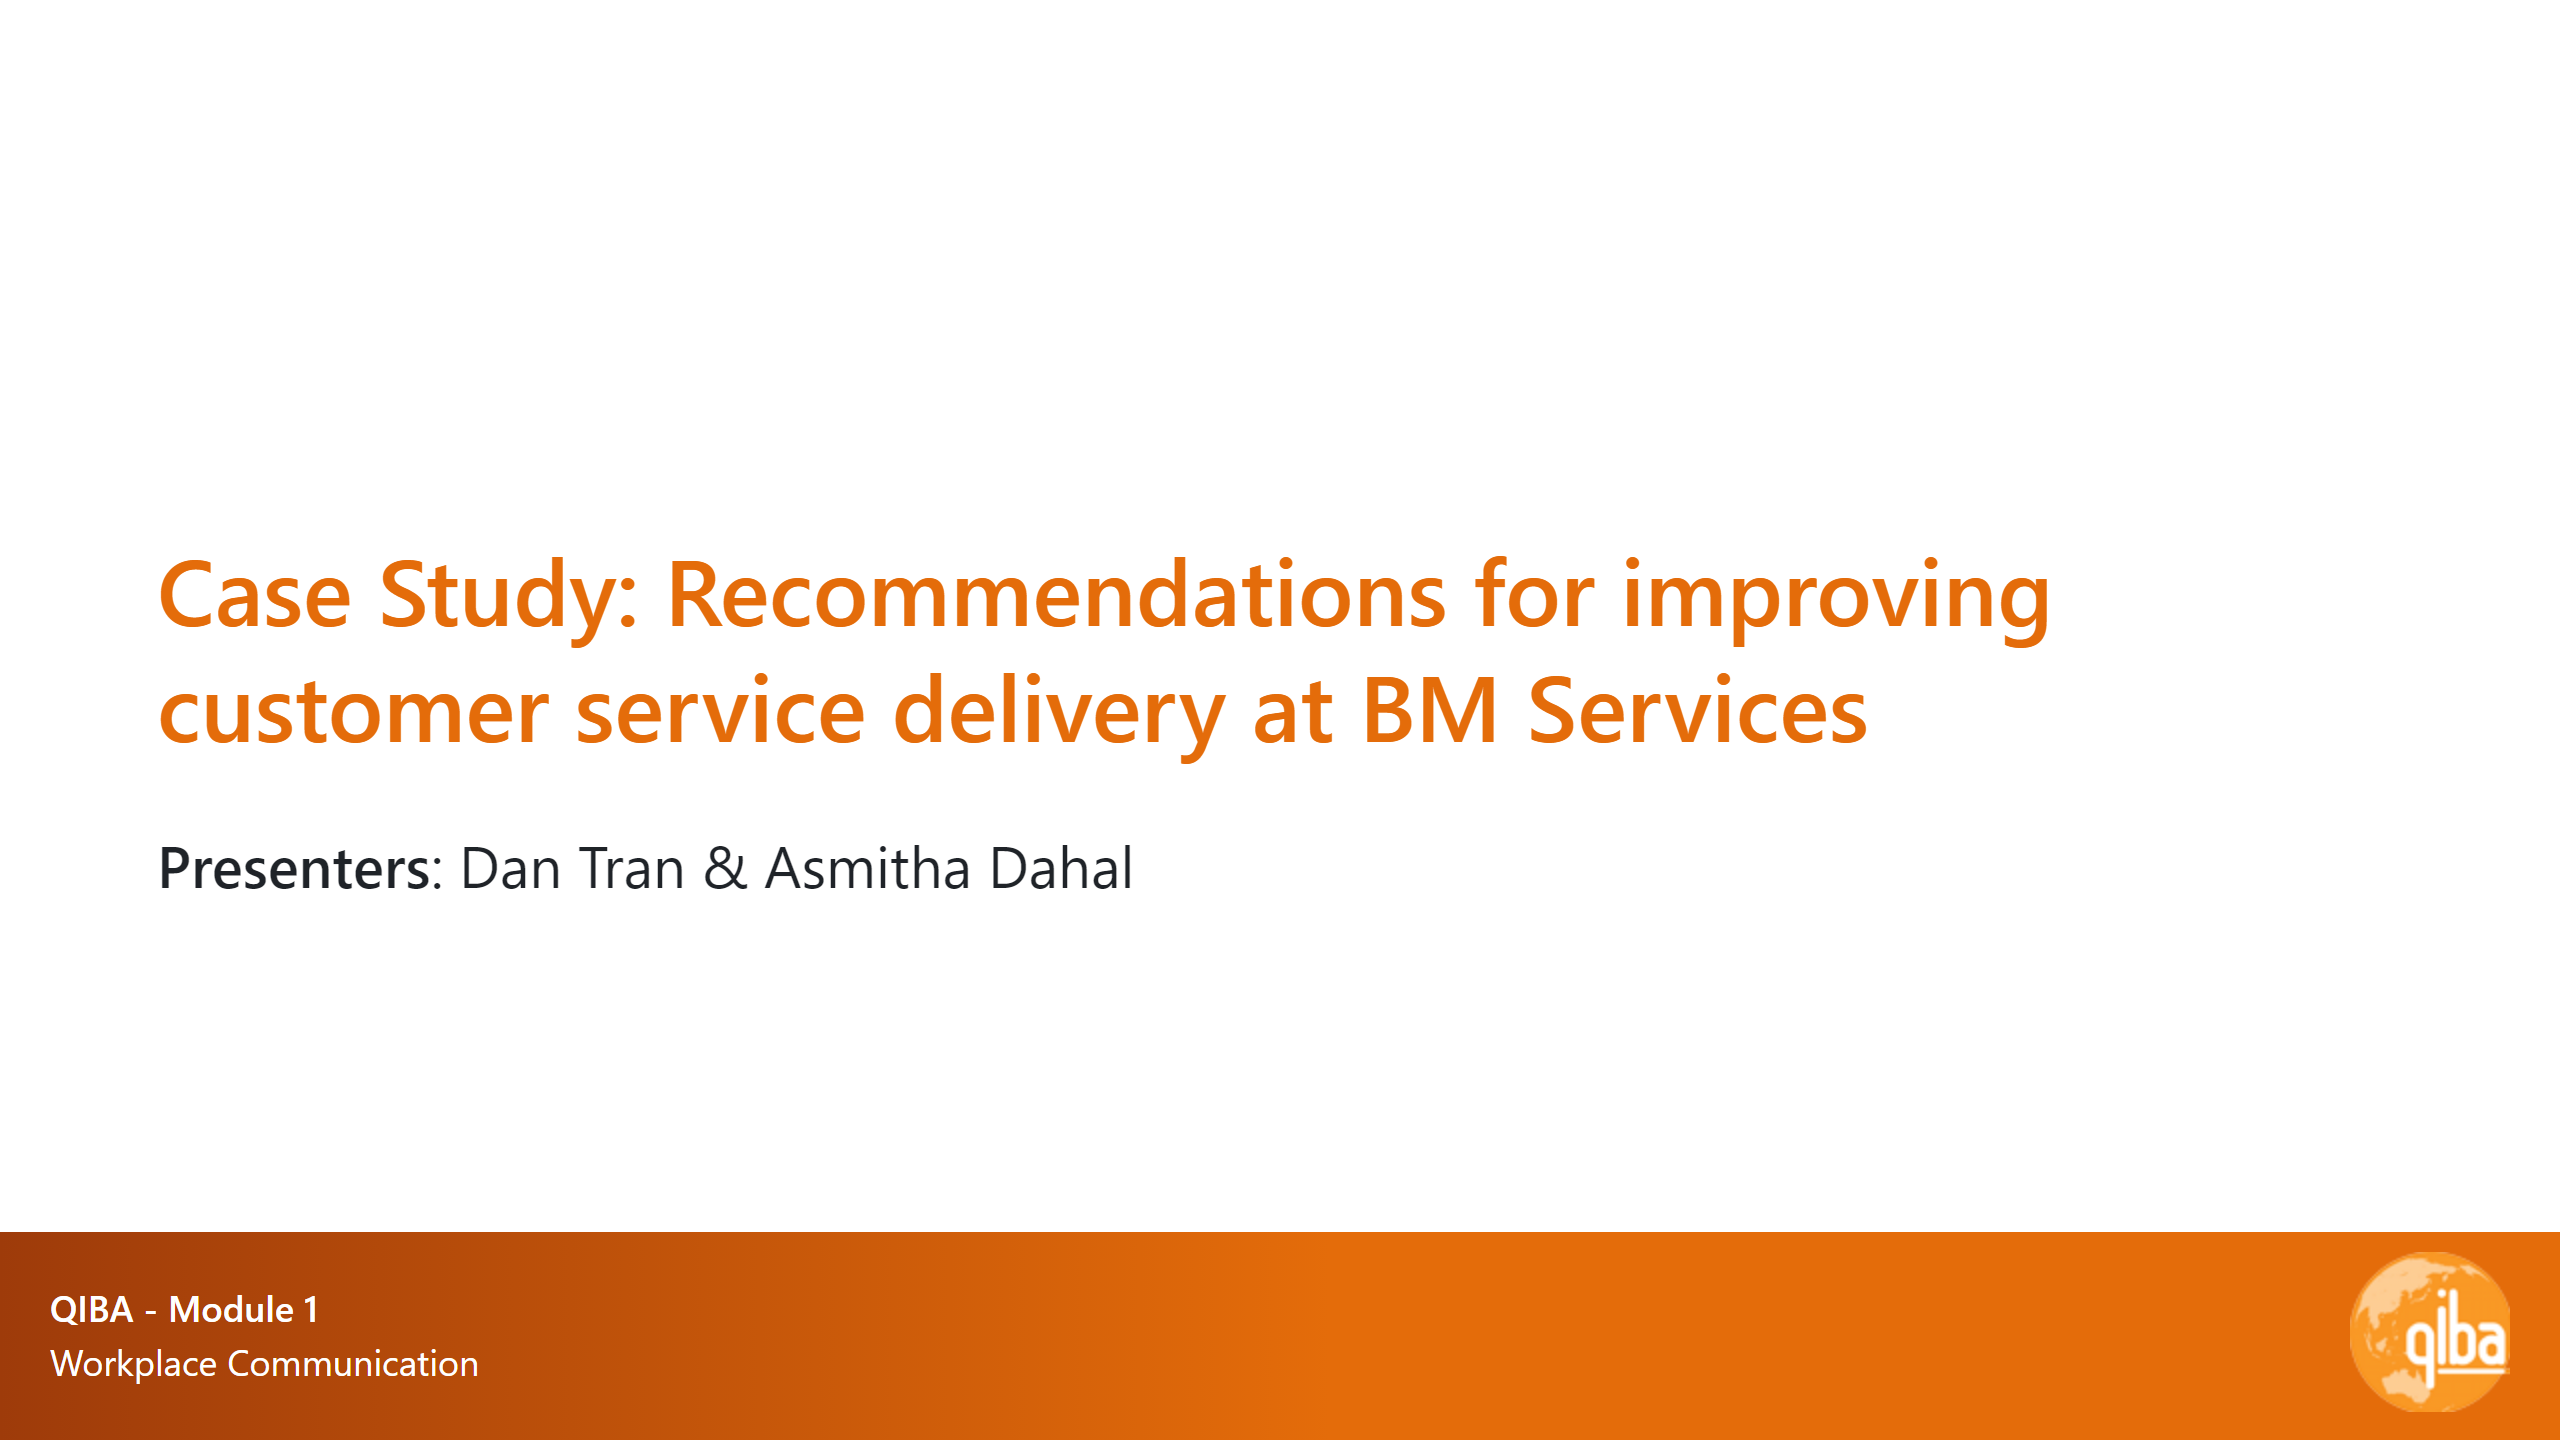 Case Study: Recommendations for improving
customer service delivery at BM Services
Presenters: Dan Tran & Asmitha Dahal
QIBA - Module 1
Workplace Communication
qiba